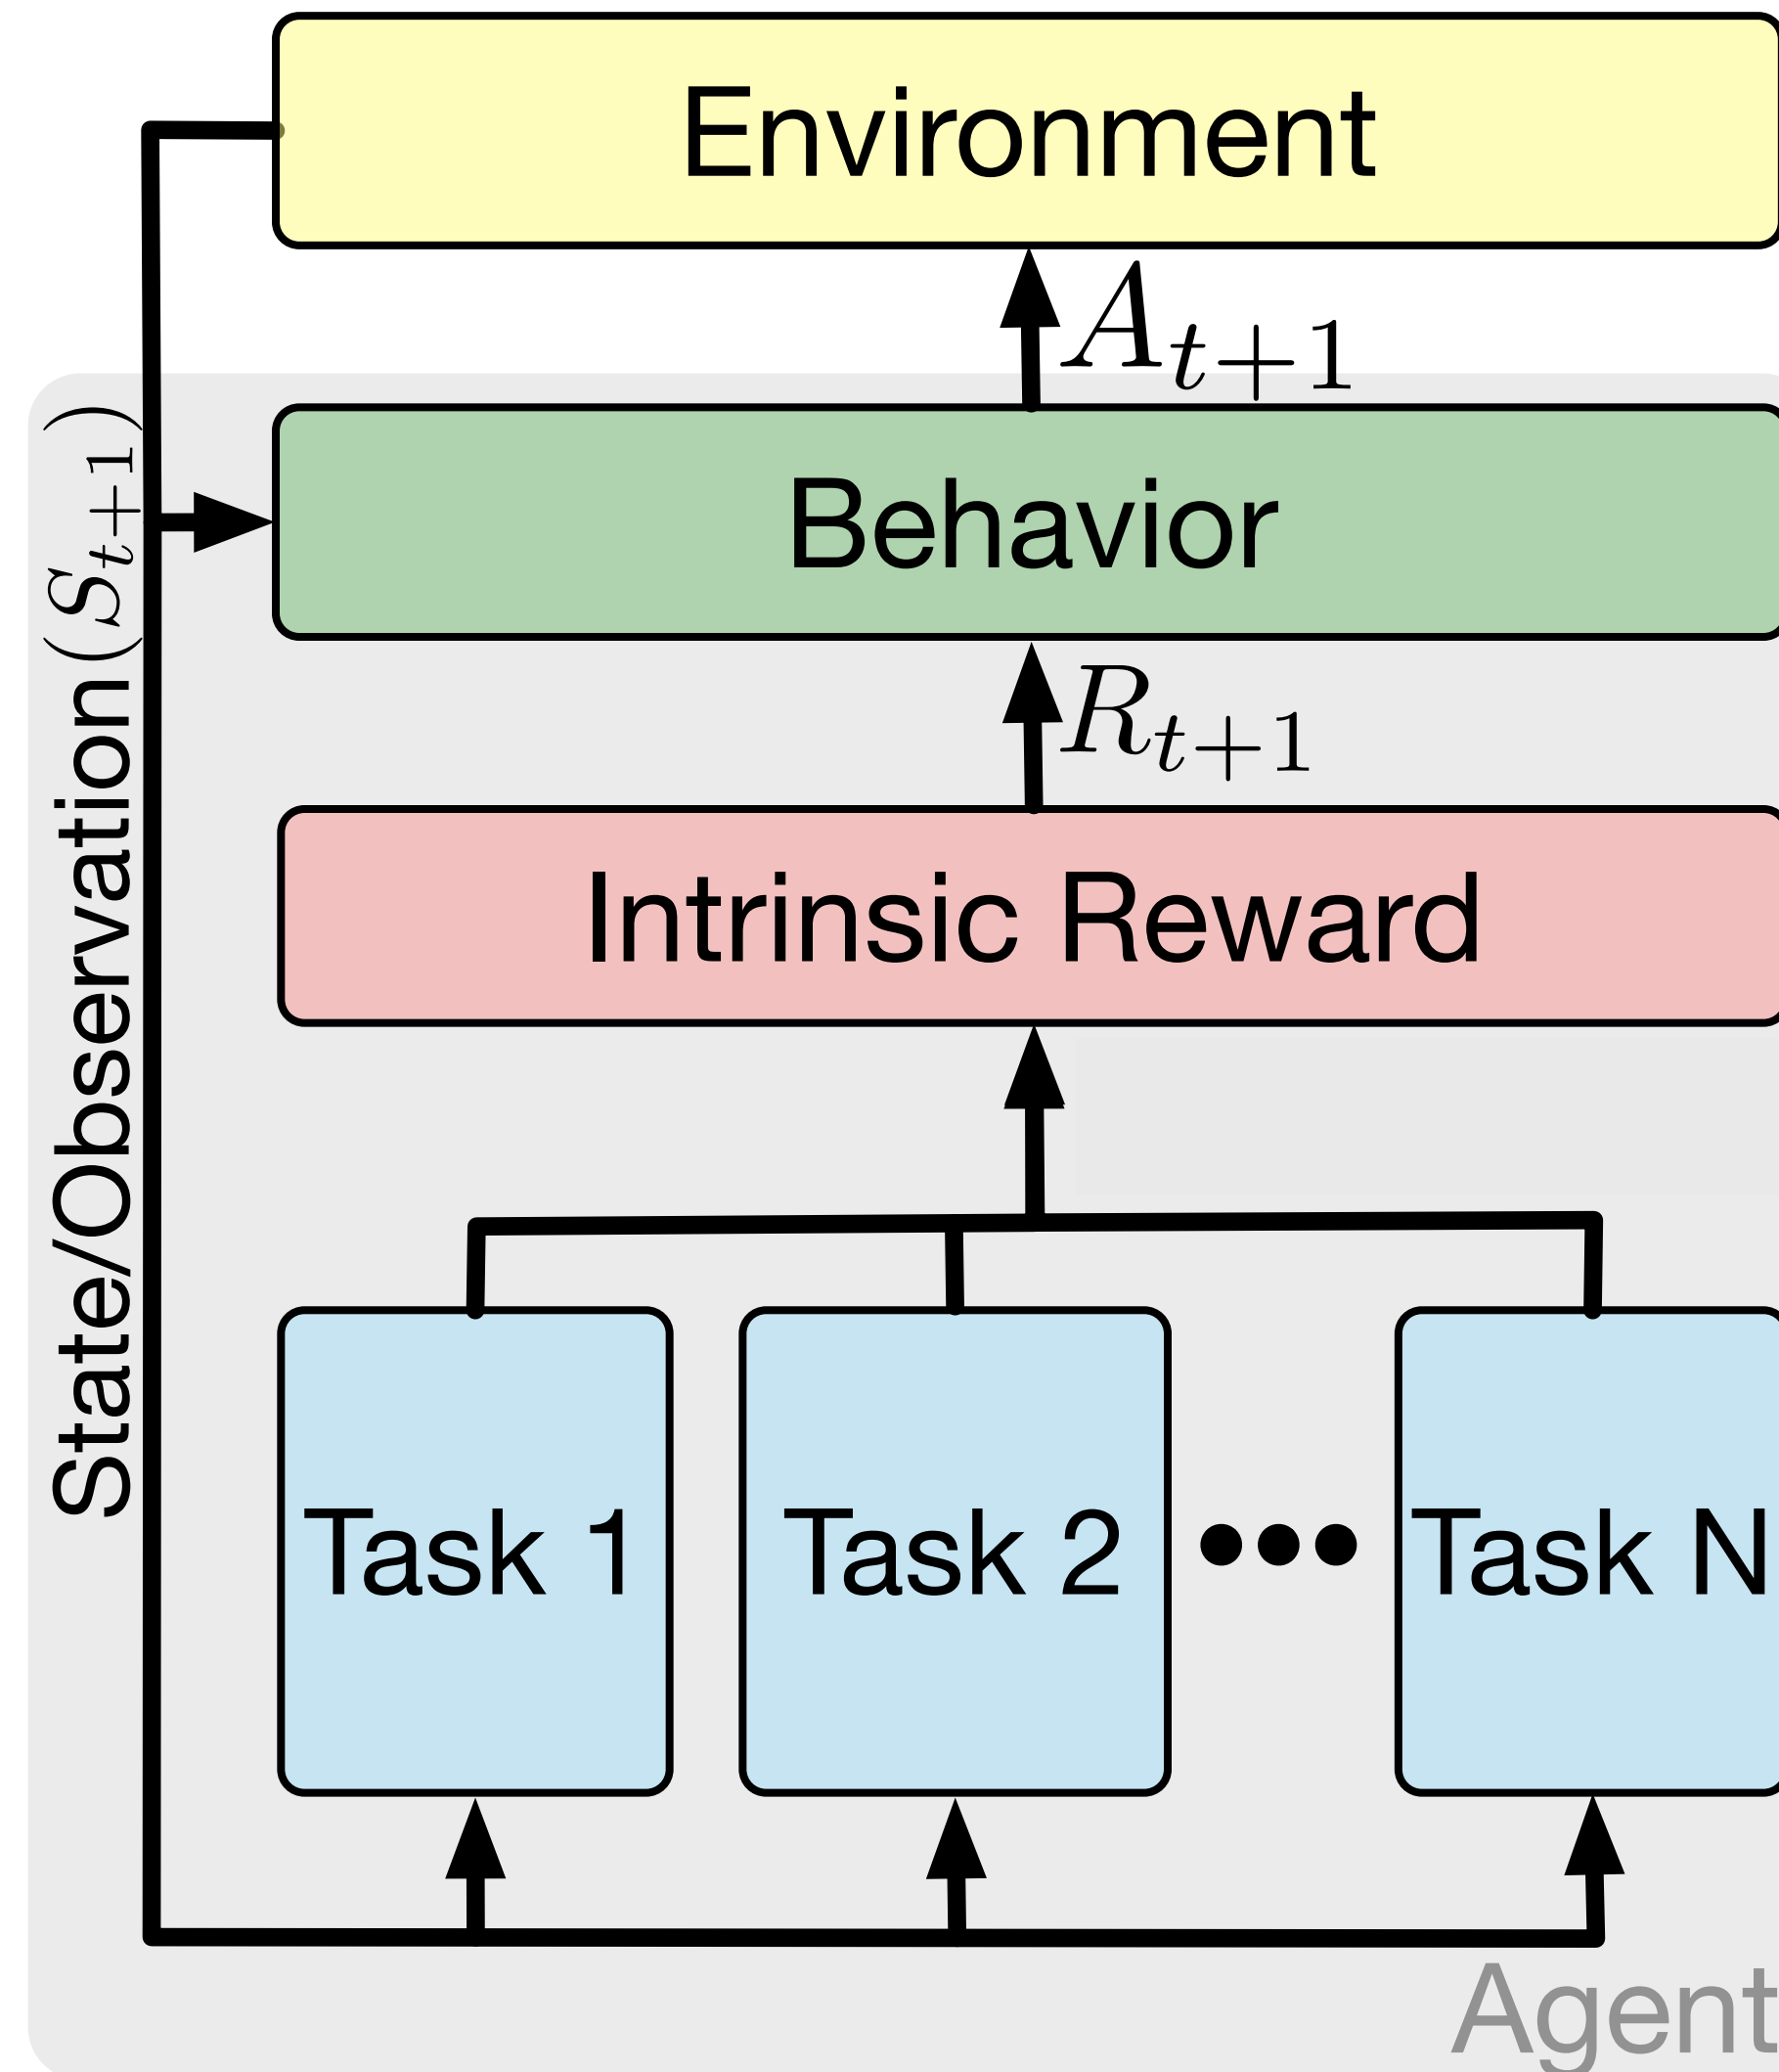 Environment
A_{t+1}
State/Observation (S_{t+1})
Behavior
R_{t+1}
Intrinsic Reward
Task 1 Task 2 ••• Task N
Agent